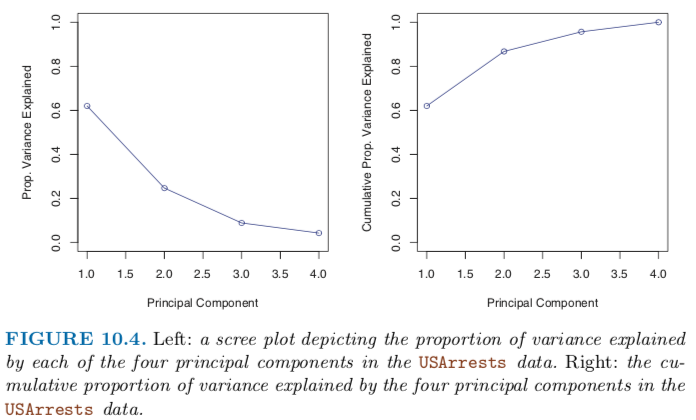 1.0
0.8
0.6
0.4
0.2
0.0
Prop. Variance Explained
1.0 1.5 2.0 2.5 3.0 3.5 4.0
Principal Component
1.0
0.8
0.6
0.4
0.2
0.0
Cumulative Prop. Variance Explained
1.0 1.5 2.0 2.5 3.0 3.5 4.0
Principal Component
FIGURE 10.4. Left: a scree plot depicting the proportion of variance explained
by each of the four principal components in the USArrests data. Right: the cu-
mulative proportion of variance explained by the four principal components in the
USArrests data.